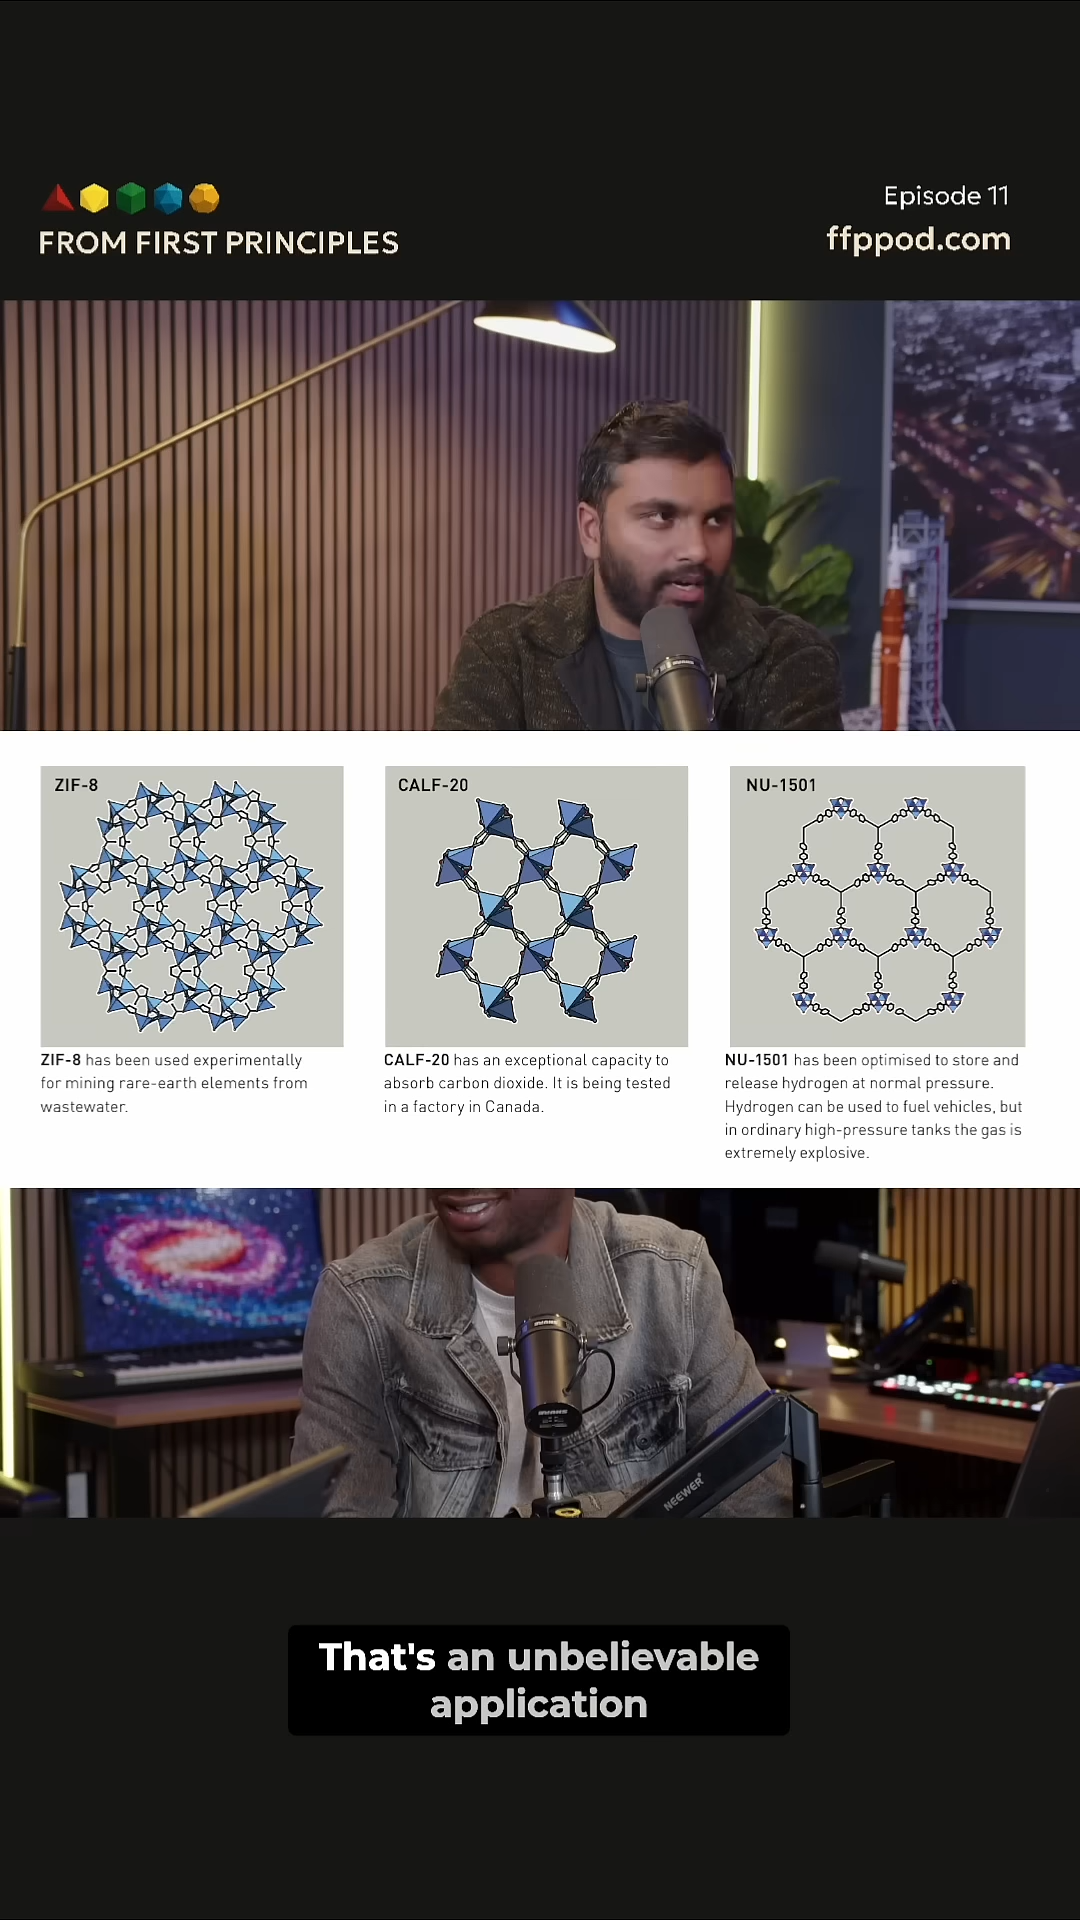 FROM FIRST PRINCIPLES
Episode 11
ffppod.com
ZIF-8
ZIF-8 has been used experimentally
for mining rare-earth elements from
wastewater.
CALF-20
CALF-20 has an exceptional capacity to
absorb carbon dioxide. It is being tested
in a factory in Canada.
NU-1501
NU-1501 has been optimised to store and
release hydrogen at normal pressure.
Hydrogen can be used to fuel vehicles, but
in ordinary high-pressure tanks the gas is
extremely explosive.
NEEWER
That's an unbelievable
application